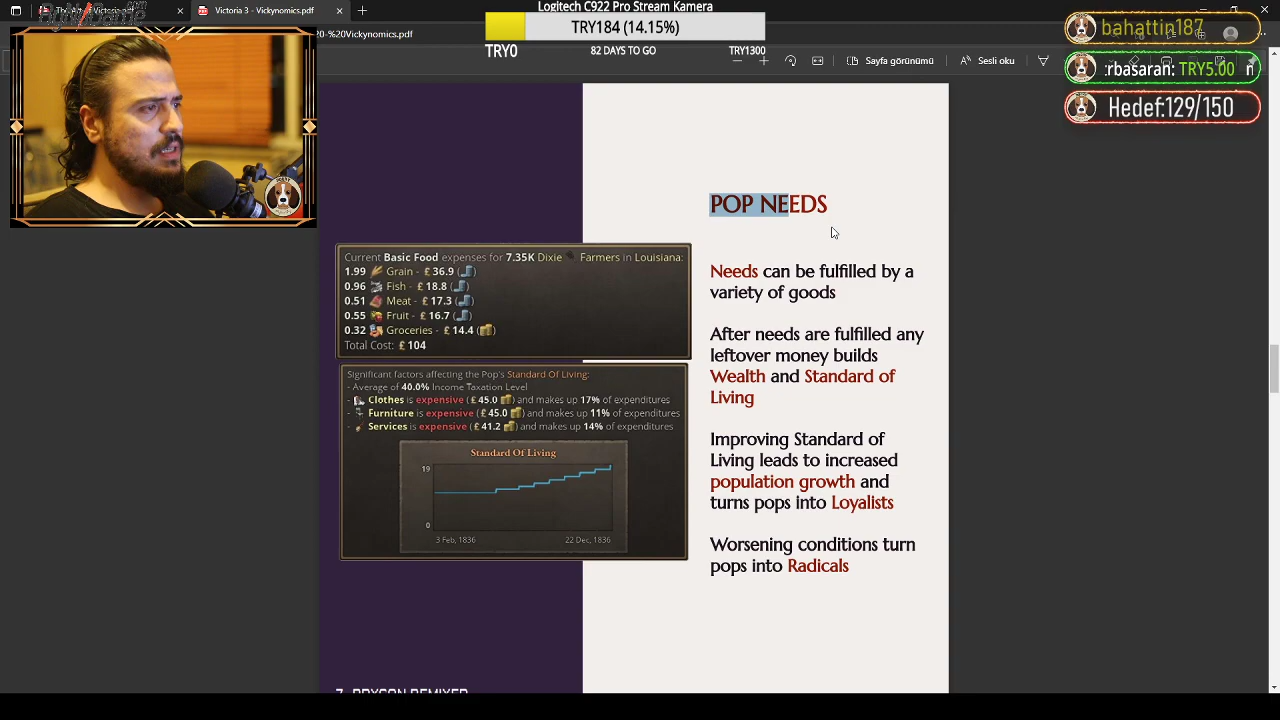 Logitech C922 Pro Stream Kamera
Victoria 3 - Vickynomics.pdf
20-%20Vickynomics.pdf
TRY184 (14.15%)
TRY0
82 DAYS TO GO
TRY1300
Sayfa görünümü
Sesli oku
bahattin187
:rbasaran: TRY5.00
Hedef:129/150
POP NEEDS
Current Basic Food expenses for 7.35K Dixie Farmers in Louisiana:
1.99 Grain - £ 36.9
0.96 Fish - £ 18.8
0.51 Meat - £ 17.3
0.55 Fruit - £ 16.7
0.32 Groceries - £ 14.4
Total Cost: £ 104
Significant factors affecting the Pop's Standard Of Living:
- Average of 40.0% Income Taxation Level
- Clothes is expensive (£ 45.0) and makes up 17% of expenditures
- Furniture is expensive (£ 45.0) and makes up 11% of expenditures
- Services is expensive (£ 41.2) and makes up 14% of expenditures
Standard Of Living
19
0
3 Feb, 1836
22 Dec, 1836
Needs can be fulfilled by a
variety of goods
After needs are fulfilled any
leftover money builds
Wealth and Standard of
Living
Improving Standard of
Living leads to increased
population growth and
turns pops into Loyalists
Worsening conditions turn
pops into Radicals